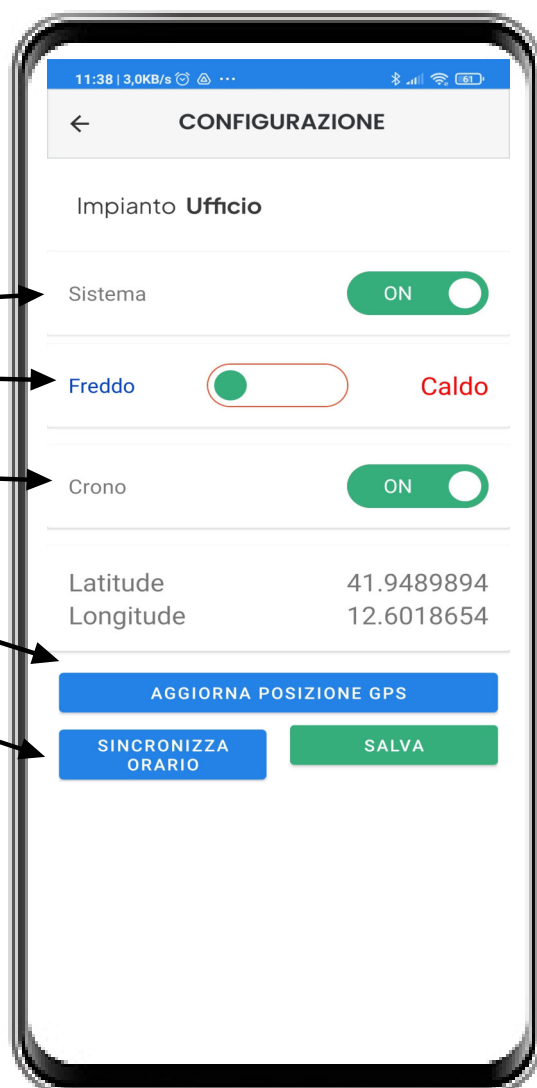 11:38 | 3,0KB/s ... 61
CONFIGURAZIONE
Impianto Ufficio
Sistema ON
Freddo Caldo
Crono ON
Latitude 41.9489894
Longitude 12.6018654
AGGIORNA POSIZIONE GPS
SINCRONIZZA
ORARIO
SALVA